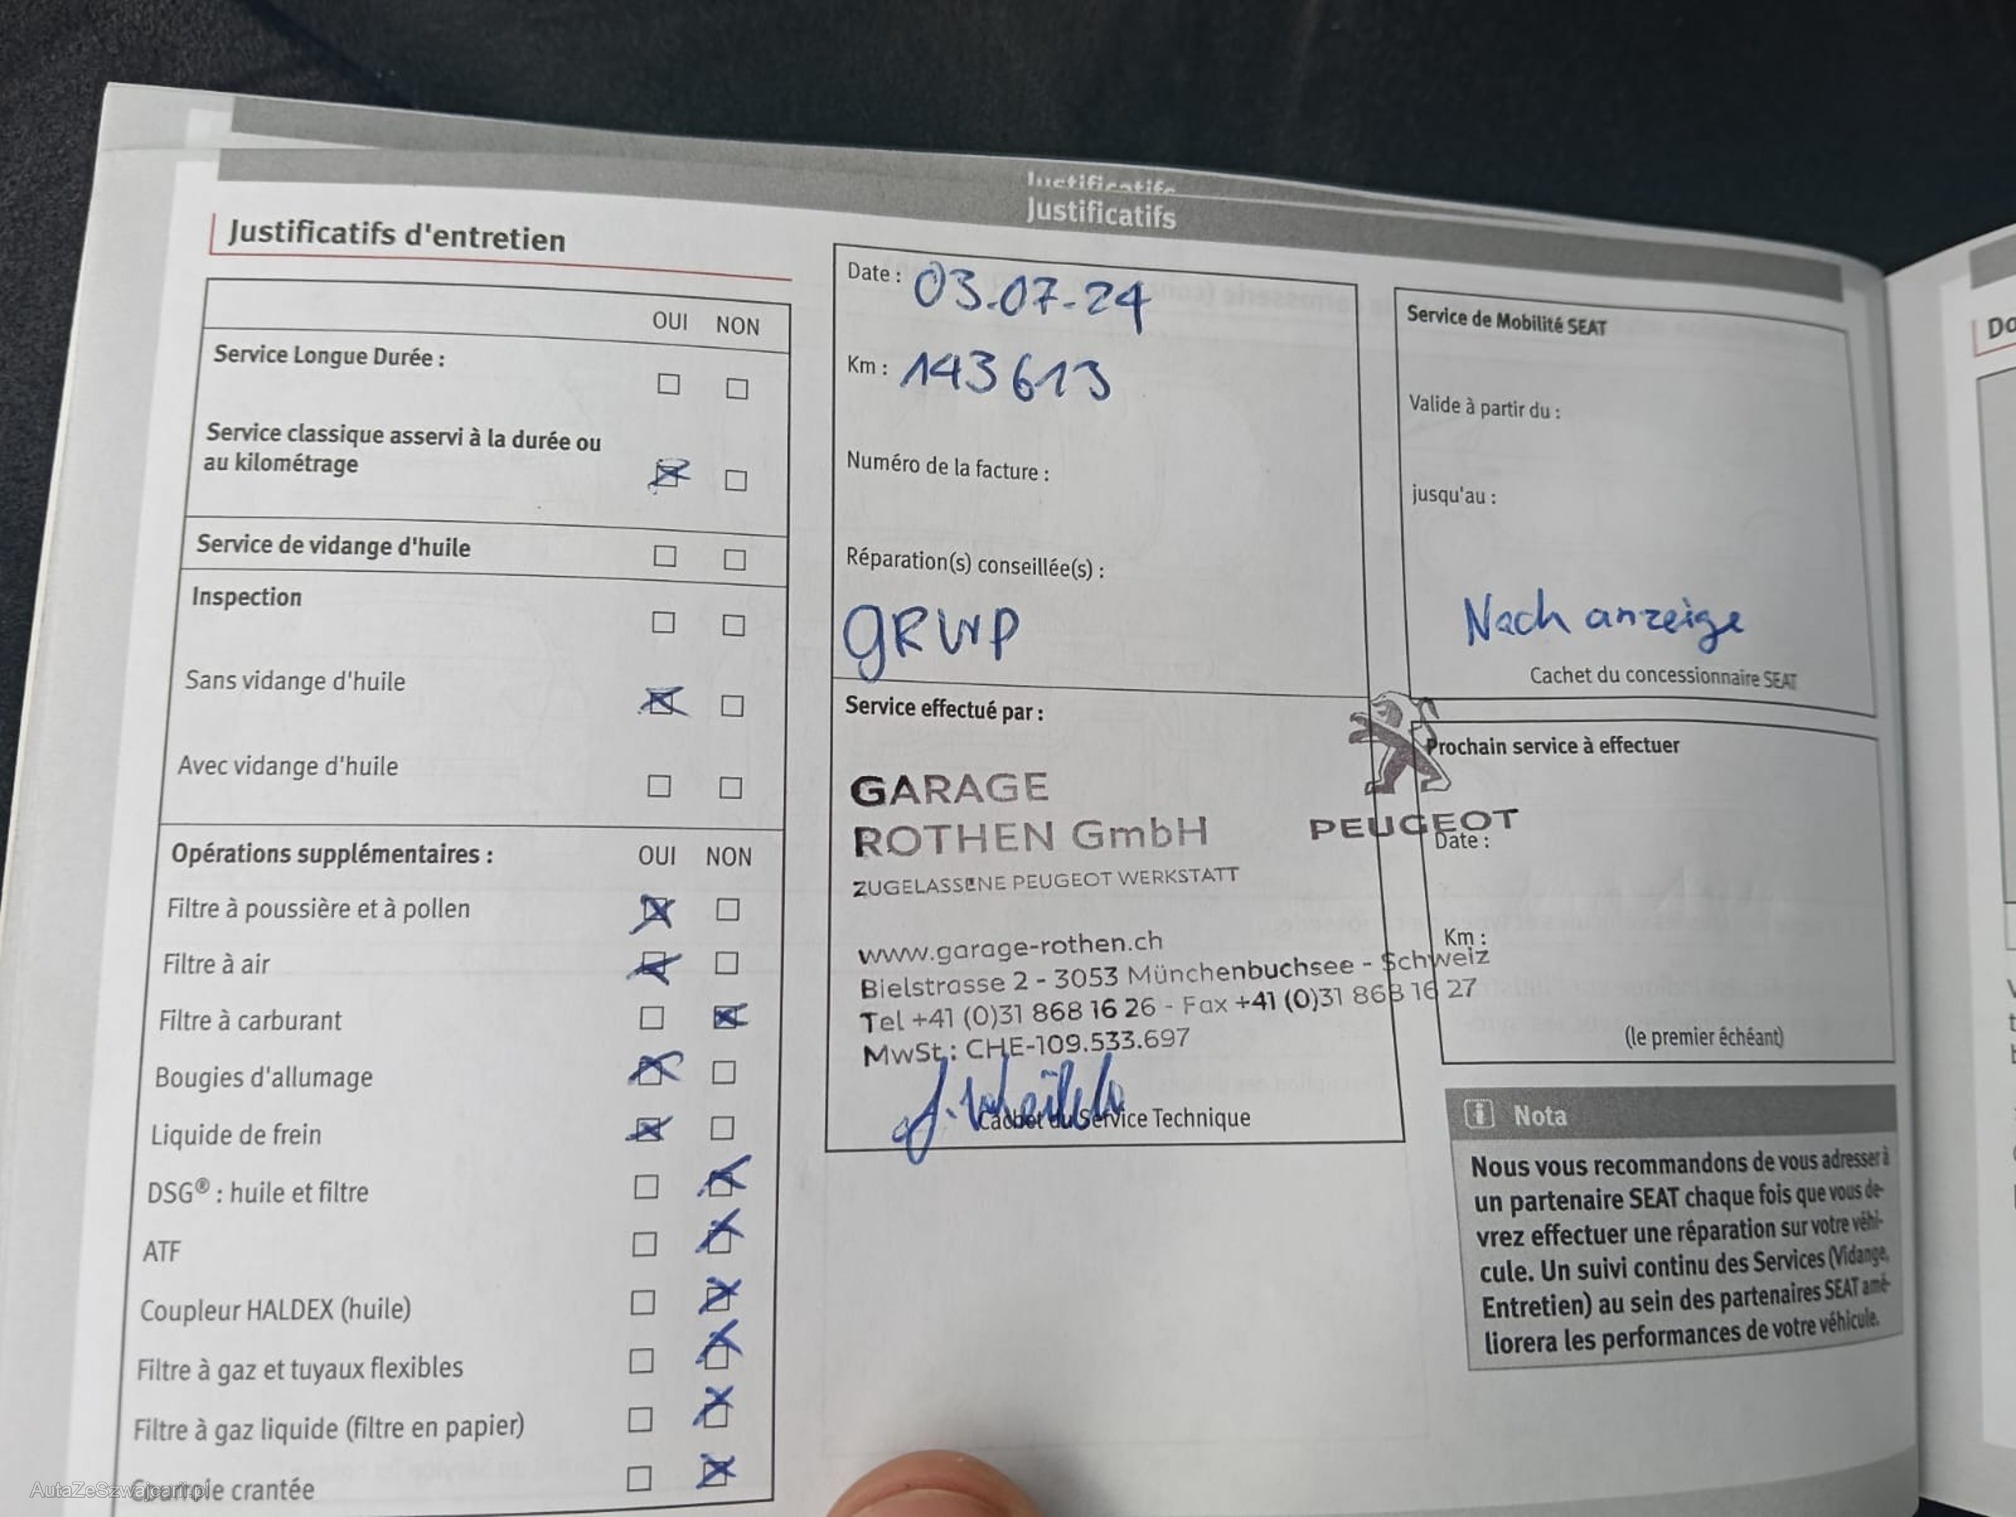 Justificatifs
Justificatifs
Justificatifs d'entretien
OUI NON
Service Longue Durée :
Service classique asservi à la durée ou
au kilométrage
Service de vidange d'huile
Inspection
Sans vidange d'huile
Avec vidange d'huile
Opérations supplémentaires : OUI NON
Filtre à poussière et à pollen
Filtre à air
Filtre à carburant
Bougies d'allumage
Liquide de frein
DSG® : huile et filtre
ATF
Coupleur HALDEX (huile)
Filtre à gaz et tuyaux flexibles
Filtre à gaz liquide (filtre en papier)
crantée
Date : 03.07.24
Km : 143613
Numéro de la facture :
Réparation(s) conseillée(s) :
Service effectué par :
GARAGE
ROTHEN GmbH
ZUGELASSENE PEUGEOT WERKSTATT
PEUGEOT
www.garage-rothen.ch
Bielstrasse 2 - 3053 Münchenbuchsee - Schweiz
Tel +41 (0)31 868 16 26 - Fax +41 (0)31 868 16 27
MwSt.: CHE-109.533.697
Cachet du Service Technique
Service de Mobilité SEAT
Valide à partir du :
jusqu'au :
Nach anzeige
Cachet du concessionnaire SEAT
Prochain service à effectuer
Date :
Km :
(le premier échéant)
i Nota
Nous vous recommandons de vous adresser à
un partenaire SEAT chaque fois que vous de-
vrez effectuer une réparation sur votre véhi-
cule. Un suivi continu des Services (Vidange,
Entretien) au sein des partenaires SEAT amé-
liorera les performances de votre véhicule.
Do
AutaZeSzwajcarii.pl